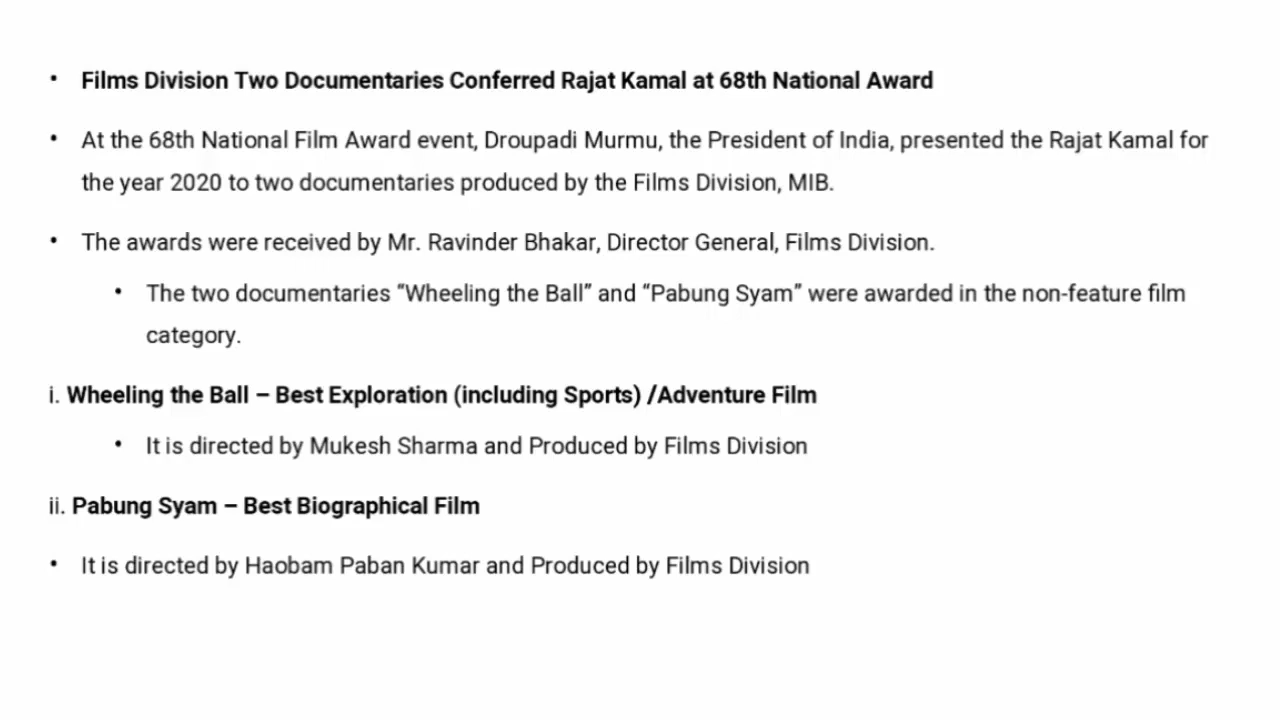 • Films Division Two Documentaries Conferred Rajat Kamal at 68th National Award
• At the 68th National Film Award event, Droupadi Murmu, the President of India, presented the Rajat Kamal for
the year 2020 to two documentaries produced by the Films Division, MIB.
• The awards were received by Mr. Ravinder Bhakar, Director General, Films Division.
• The two documentaries “Wheeling the Ball” and “Pabung Syam” were awarded in the non-feature film
category.
i. Wheeling the Ball – Best Exploration (including Sports) /Adventure Film
• It is directed by Mukesh Sharma and Produced by Films Division
ii. Pabung Syam – Best Biographical Film
• It is directed by Haobam Paban Kumar and Produced by Films Division